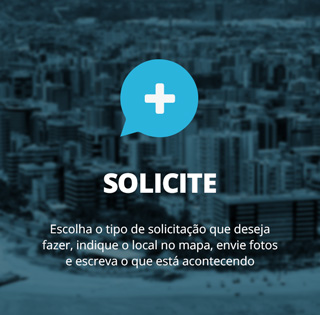 SOLICITE
Escolha o tipo de solicitação que deseja
fazer, indique o local no mapa, envie fotos
e escreva o que está acontecendo